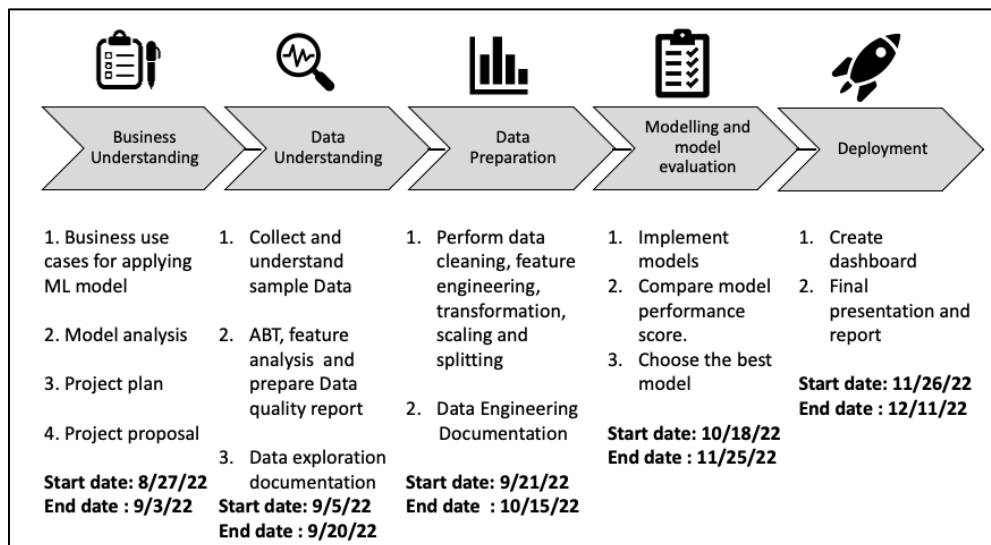 Business
Understanding
Data
Understanding
Data
Preparation
Modelling and
model
evaluation
Deployment
1. Business use
cases for applying
ML model
2. Model analysis
3. Project plan
4. Project proposal
Start date: 8/27/22
End date : 9/3/22
1. Collect and
understand
sample Data
2. ABT, feature
analysis and
prepare Data
quality report
3. Data exploration
documentation
Start date: 9/5/22
End date : 9/20/22
1. Perform data
cleaning, feature
engineering,
transformation,
scaling and
splitting
2. Data Engineering
Documentation
Start date: 9/21/22
End date : 10/15/22
1. Implement
models
2. Compare model
performance
score.
3. Choose the best
model
Start date: 10/18/22
End date : 11/25/22
1. Create
dashboard
2. Final
presentation and
report
Start date: 11/26/22
End date : 12/11/22